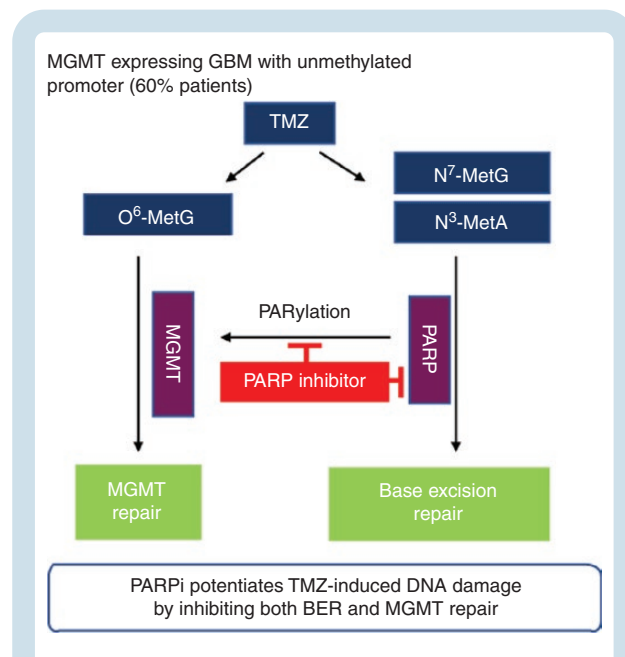 MGMT expressing GBM with unmethylated
promoter (60% patients)
TMZ
O⁶-MetG
N⁷-MetG
N³-MetA
PARylation
MGMT
PARP
PARP inhibitor
MGMT
repair
Base excision
repair
PARPi potentiates TMZ-induced DNA damage
by inhibiting both BER and MGMT repair